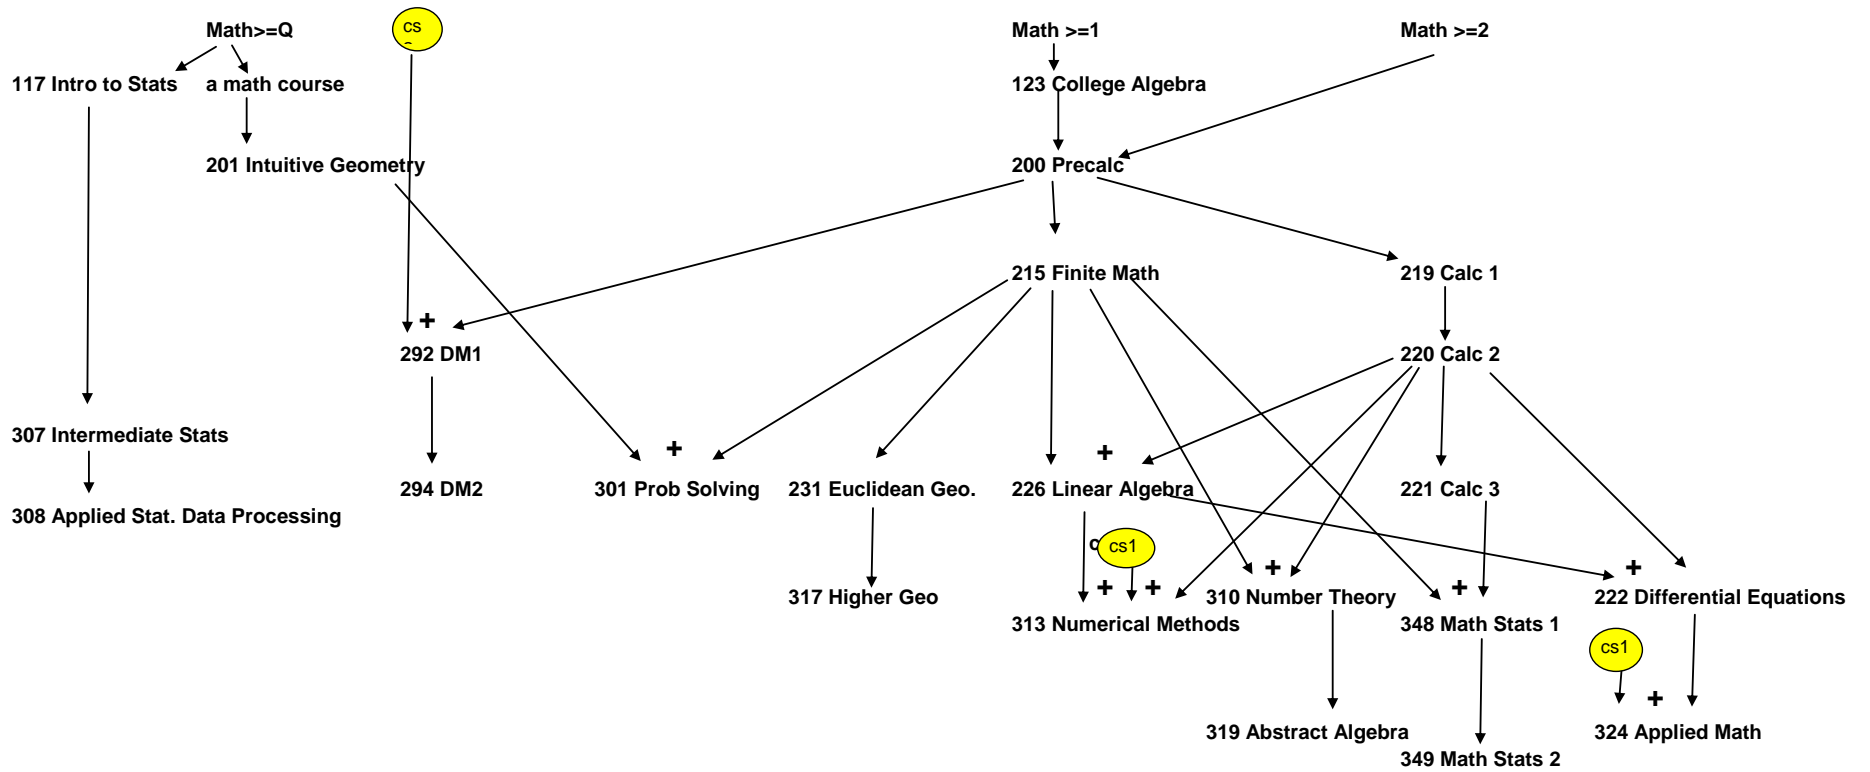 Math>=Q
cs
Math >=1
Math >=2
117 Intro to Stats
a math course
123 College Algebra
201 Intuitive Geometry
200 Precalc
215 Finite Math
219 Calc 1
+
292 DM1
220 Calc 2
307 Intermediate Stats
+
+
294 DM2
301 Prob Solving
231 Euclidean Geo.
226 Linear Algebra
221 Calc 3
308 Applied Stat. Data Processing
cs1
+
+
317 Higher Geo
+
+
310 Number Theory
+
222 Differential Equations
313 Numerical Methods
348 Math Stats 1
cs1
+
319 Abstract Algebra
324 Applied Math
349 Math Stats 2